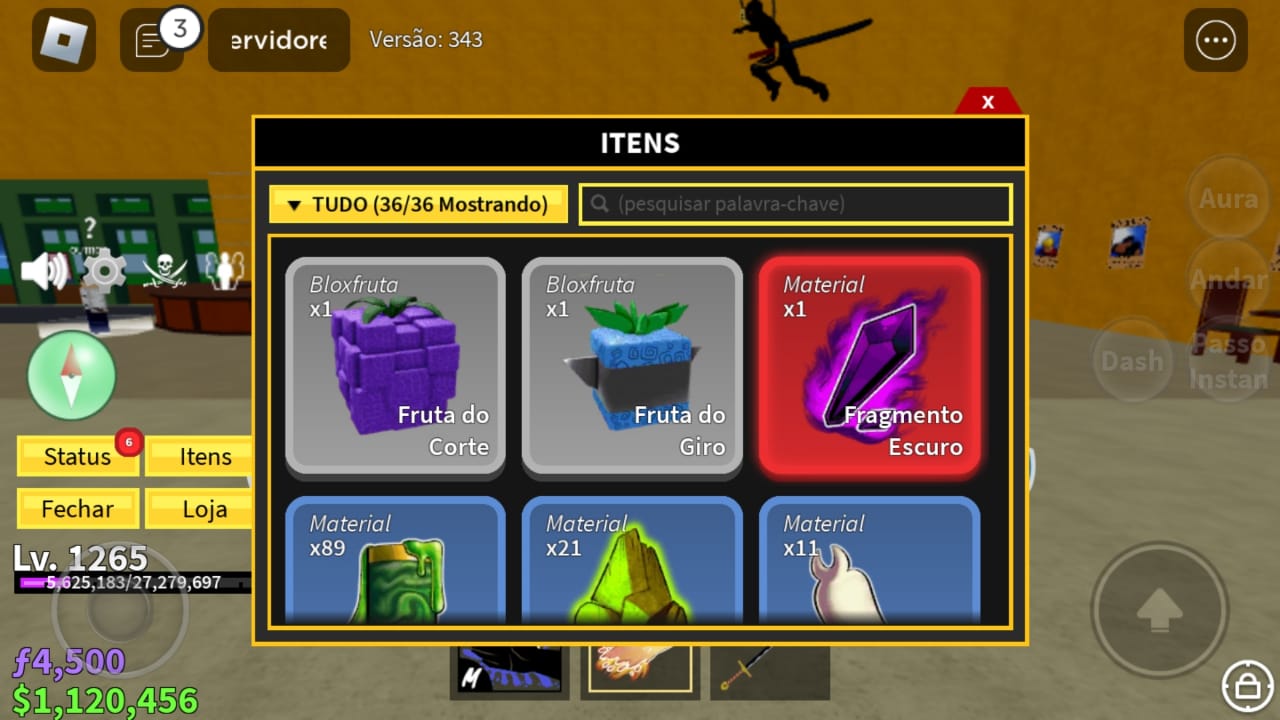 3
ervidore
Versão: 343
X
ITENS
▼ TUDO (36/36 Mostrando)
(pesquisar palavra-chave)
Bloxfruta
x1
Fruta do
Corte
Bloxfruta
x1
Fruta do
Giro
Material
x1
Fragmento
Escuro
Material
x89
Material
x21
Material
x11
?
Aura
Andar
Dash
Passo
Instan
Status
6
Itens
Fechar
Loja
Lv. 1265
5,625,183/27,279,697
ƒ4,500
$1,120,456
M